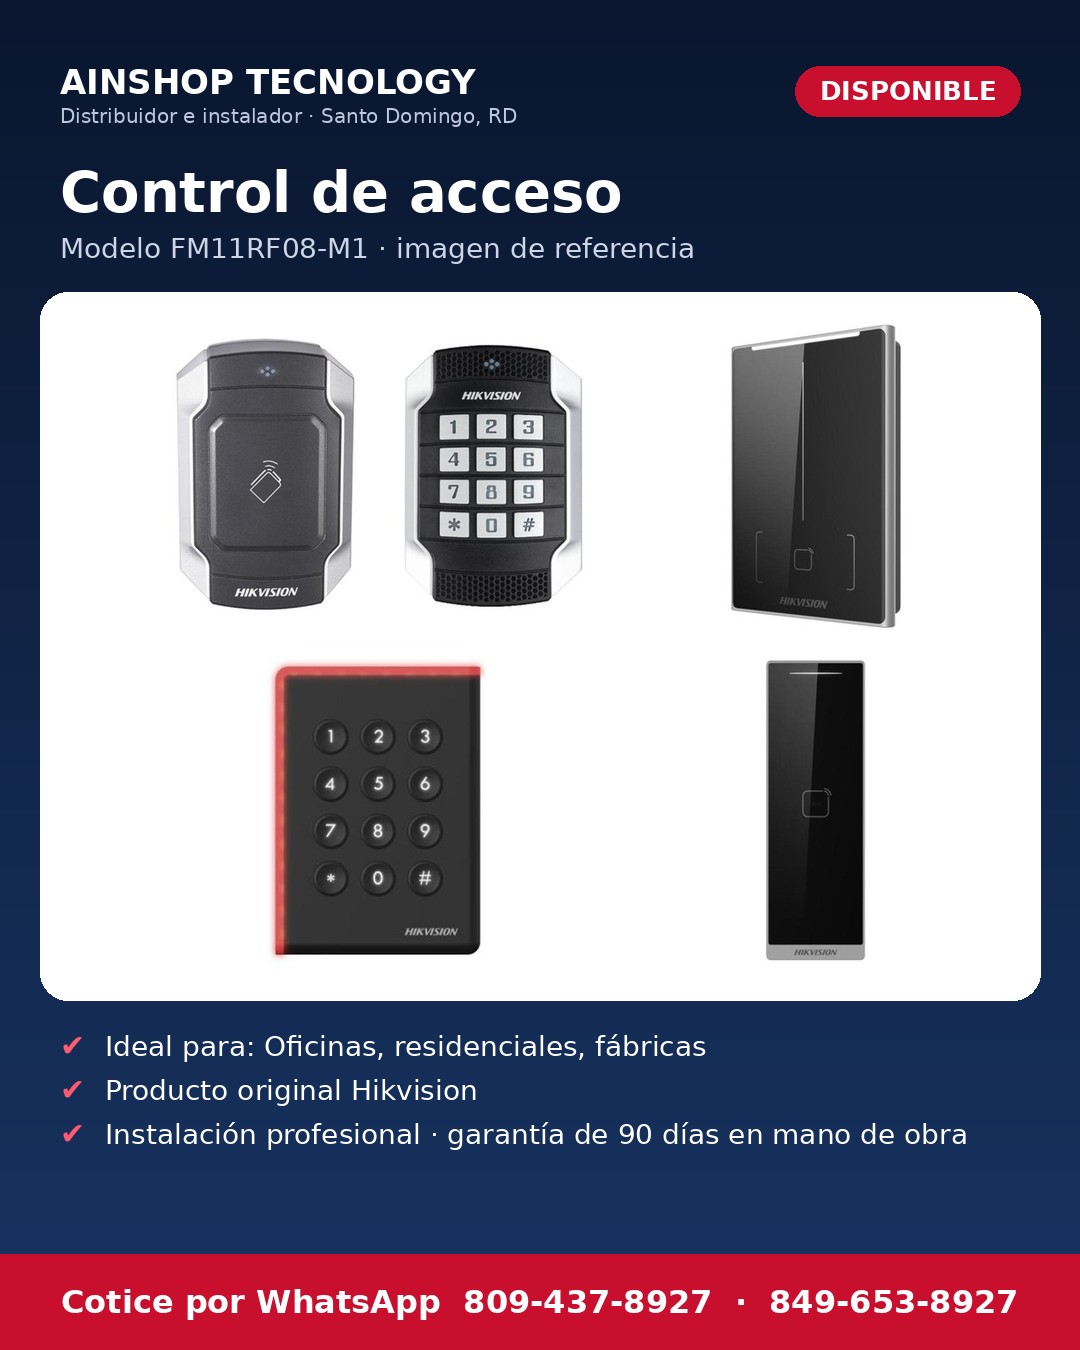 AINSHOP TECNOLOGY
DISPONIBLE
Distribuidor e instalador · Santo Domingo, RD
Control de acceso
Modelo FM11RF08-M1 · imagen de referencia
HIKVISION
HIKVISION
1 2 3
4 5 6
7 8 9
* 0 #
HIKVISION
1 2 3
4 5 6
7 8 9
* 0 #
HIKVISION
HIKVISION
✔ Ideal para: Oficinas, residenciales, fábricas
✔ Producto original Hikvision
✔ Instalación profesional · garantía de 90 días en mano de obra
Cotice por WhatsApp 809-437-8927 · 849-653-8927